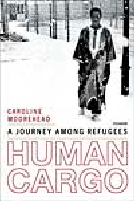 CAROLINE
MOOREHEAD
A JOURNEY AMONG REFUGEES
HUMAN
CARGO